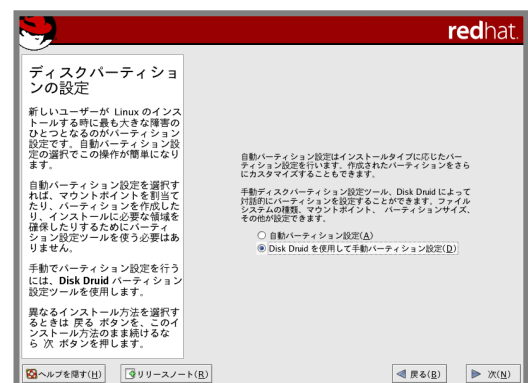 redhat.
ディスクパーティショ
ンの設定
新しいユーザーが Linux のインス
トールする時に最も大きな障害の
ひとつとなるのがパーティション
設定です。自動パーティション設
定の選択でこの操作が簡単になり
ます。
自動パーティション設定を選択す
れば、マウントポイントを割当て
たり、パーティションを作成した
り、インストールに必要な領域を
確保したりするためにパーティ
ション設定ツールを使う必要はあ
りません。
手動でパーティション設定を行う
には、Disk Druid パーティション
設定ツールを使用します。
異なるインストール方法を選択す
るときは 戻る ボタンを、このイ
ンストール方法のまま続けるな
ら 次 ボタンを押します。
自動パーティション設定はインストールタイプに応じたパー
ティション設定を行います。作成されたパーティションをさら
にカスタマイズすることもできます。
手動ディスクパーティション設定ツール、Disk Druid によって
対話的にパーティションを設定することができます。ファイル
システムの種類、マウントポイント、 パーティションサイズ、
その他が設定できます。
自動パーティション設定(A)
Disk Druid を使用して手動パーティション設定(D)
ヘルプを隠す(H)
リリースノート(R)
戻る(B)
次(N)